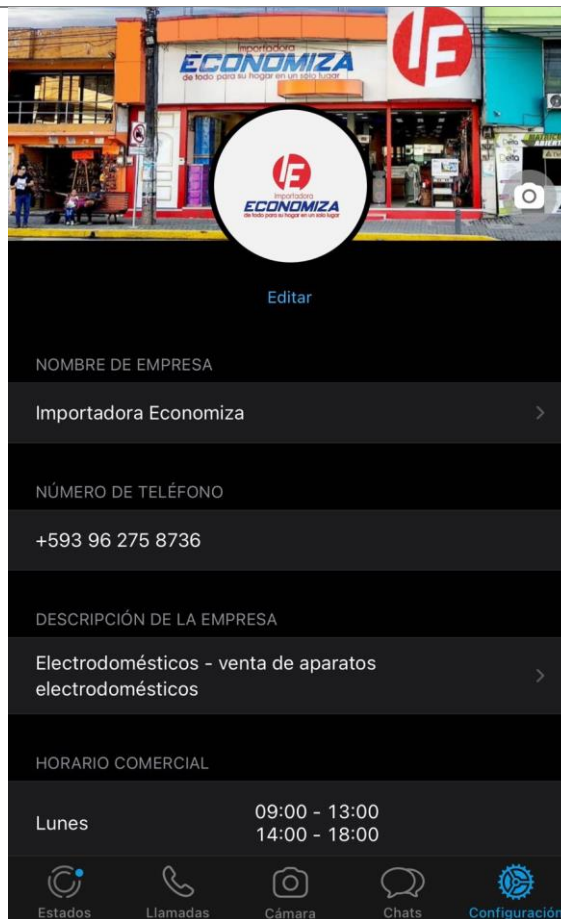 Importadora
ECONOMIZA
de todo para su hogar en un solo lugar
Importadora
ECONOMIZA
de todo para su hogar en un solo lugar
Editar
NOMBRE DE EMPRESA
Importadora Economiza
NÚMERO DE TELÉFONO
+593 96 275 8736
DESCRIPCIÓN DE LA EMPRESA
Electrodomésticos - venta de aparatos
electrodomésticos
HORARIO COMERCIAL
Lunes
09:00 - 13:00
14:00 - 18:00
Estados Llamadas Cámara Chats Configuración